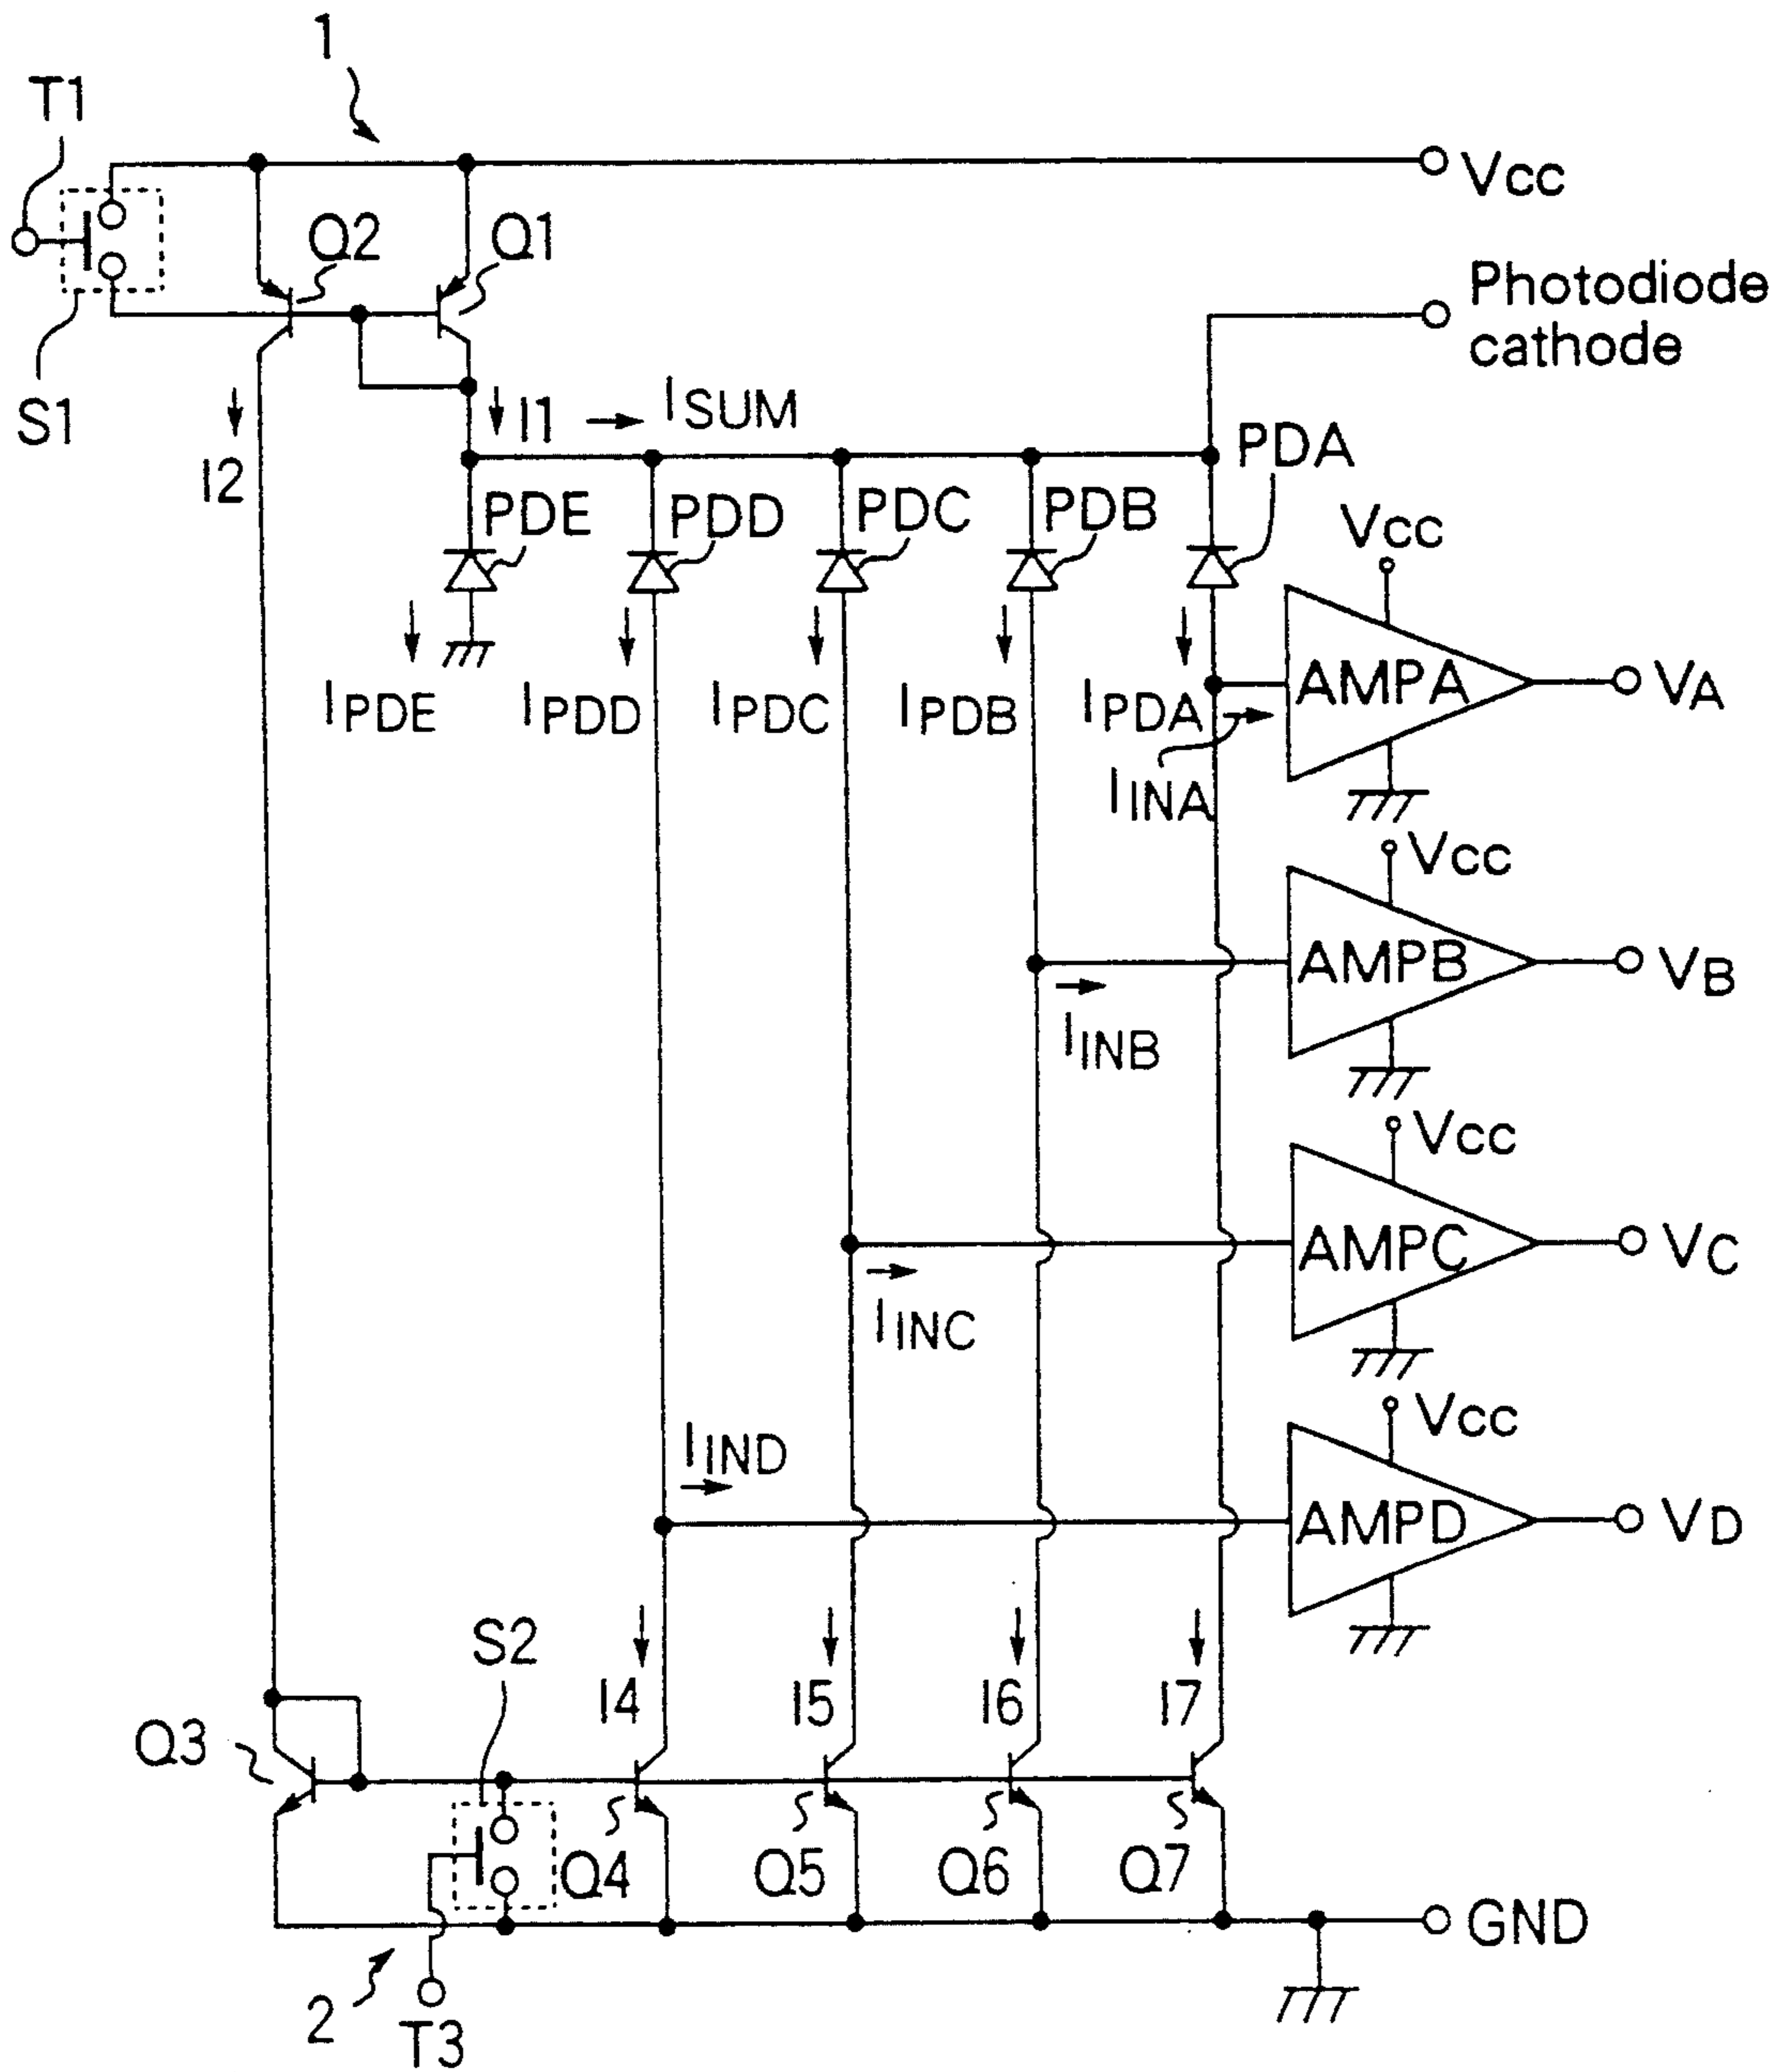 1
T1
Vcc
Q2
Q1
Photodiode
cathode
S1
I2
I1
ISUM
PDE
PDD
PDC
PDB
PDA
Vcc
IPDE
IPDD
IPDC
IPDB
IPDA
AMPA
VA
IINA
Vcc
AMPB
VB
IINB
Vcc
AMPC
VC
IINC
Vcc
IIND
AMPD
VD
S2
I4
I5
I6
I7
Q3
Q4
Q5
Q6
Q7
GND
2
T3